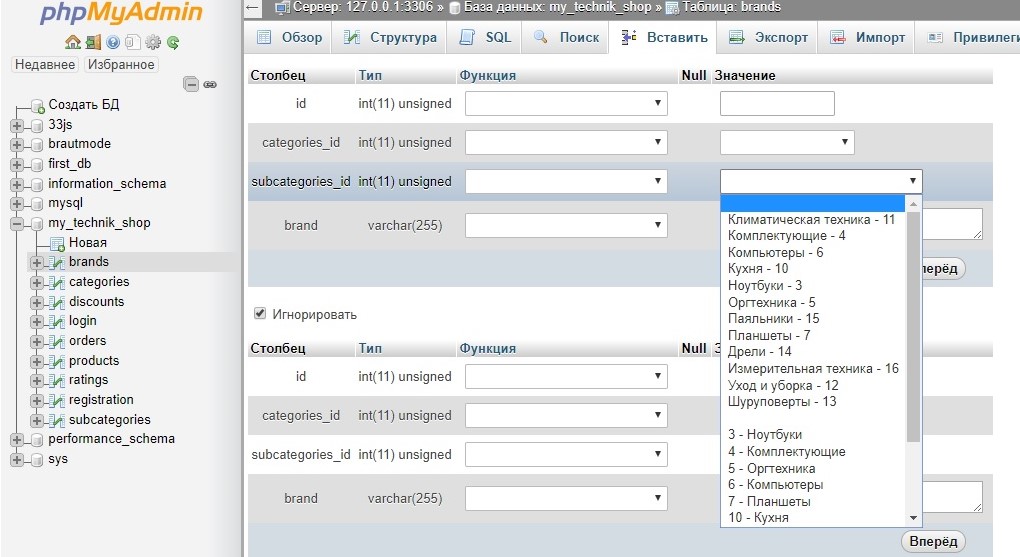 phpMyAdmin
Недавнее Избранное
Создать БД
33js
brautmode
first_db
information_schema
mysql
my_technik_shop
Новая
brands
categories
discounts
login
orders
products
ratings
registration
subcategories
performance_schema
sys
Сервер: 127.0.0.1:3306 » База данных: my_technik_shop » Таблица: brands
Обзор Структура SQL Поиск Вставить Экспорт Импорт Привилеги
Столбец Тип Функция Null Значение
id int(11) unsigned
categories_id int(11) unsigned
subcategories_id int(11) unsigned
brand varchar(255)
Климатическая техника - 11
Комплектующие - 4
Компьютеры - 6
Кухня - 10
Ноутбуки - 3
Оргтехника - 5
Паяльники - 15
Планшеты - 7
Дрели - 14
Измерительная техника - 16
Уход и уборка - 12
Шуруповерты - 13
3 - Ноутбуки
4 - Комплектующие
5 - Оргтехника
6 - Компьютеры
7 - Планшеты
10 - Кухня
перёд
Игнорировать
Столбец Тип Функция Null З
id int(11) unsigned
categories_id int(11) unsigned
subcategories_id int(11) unsigned
brand varchar(255)
Вперёд